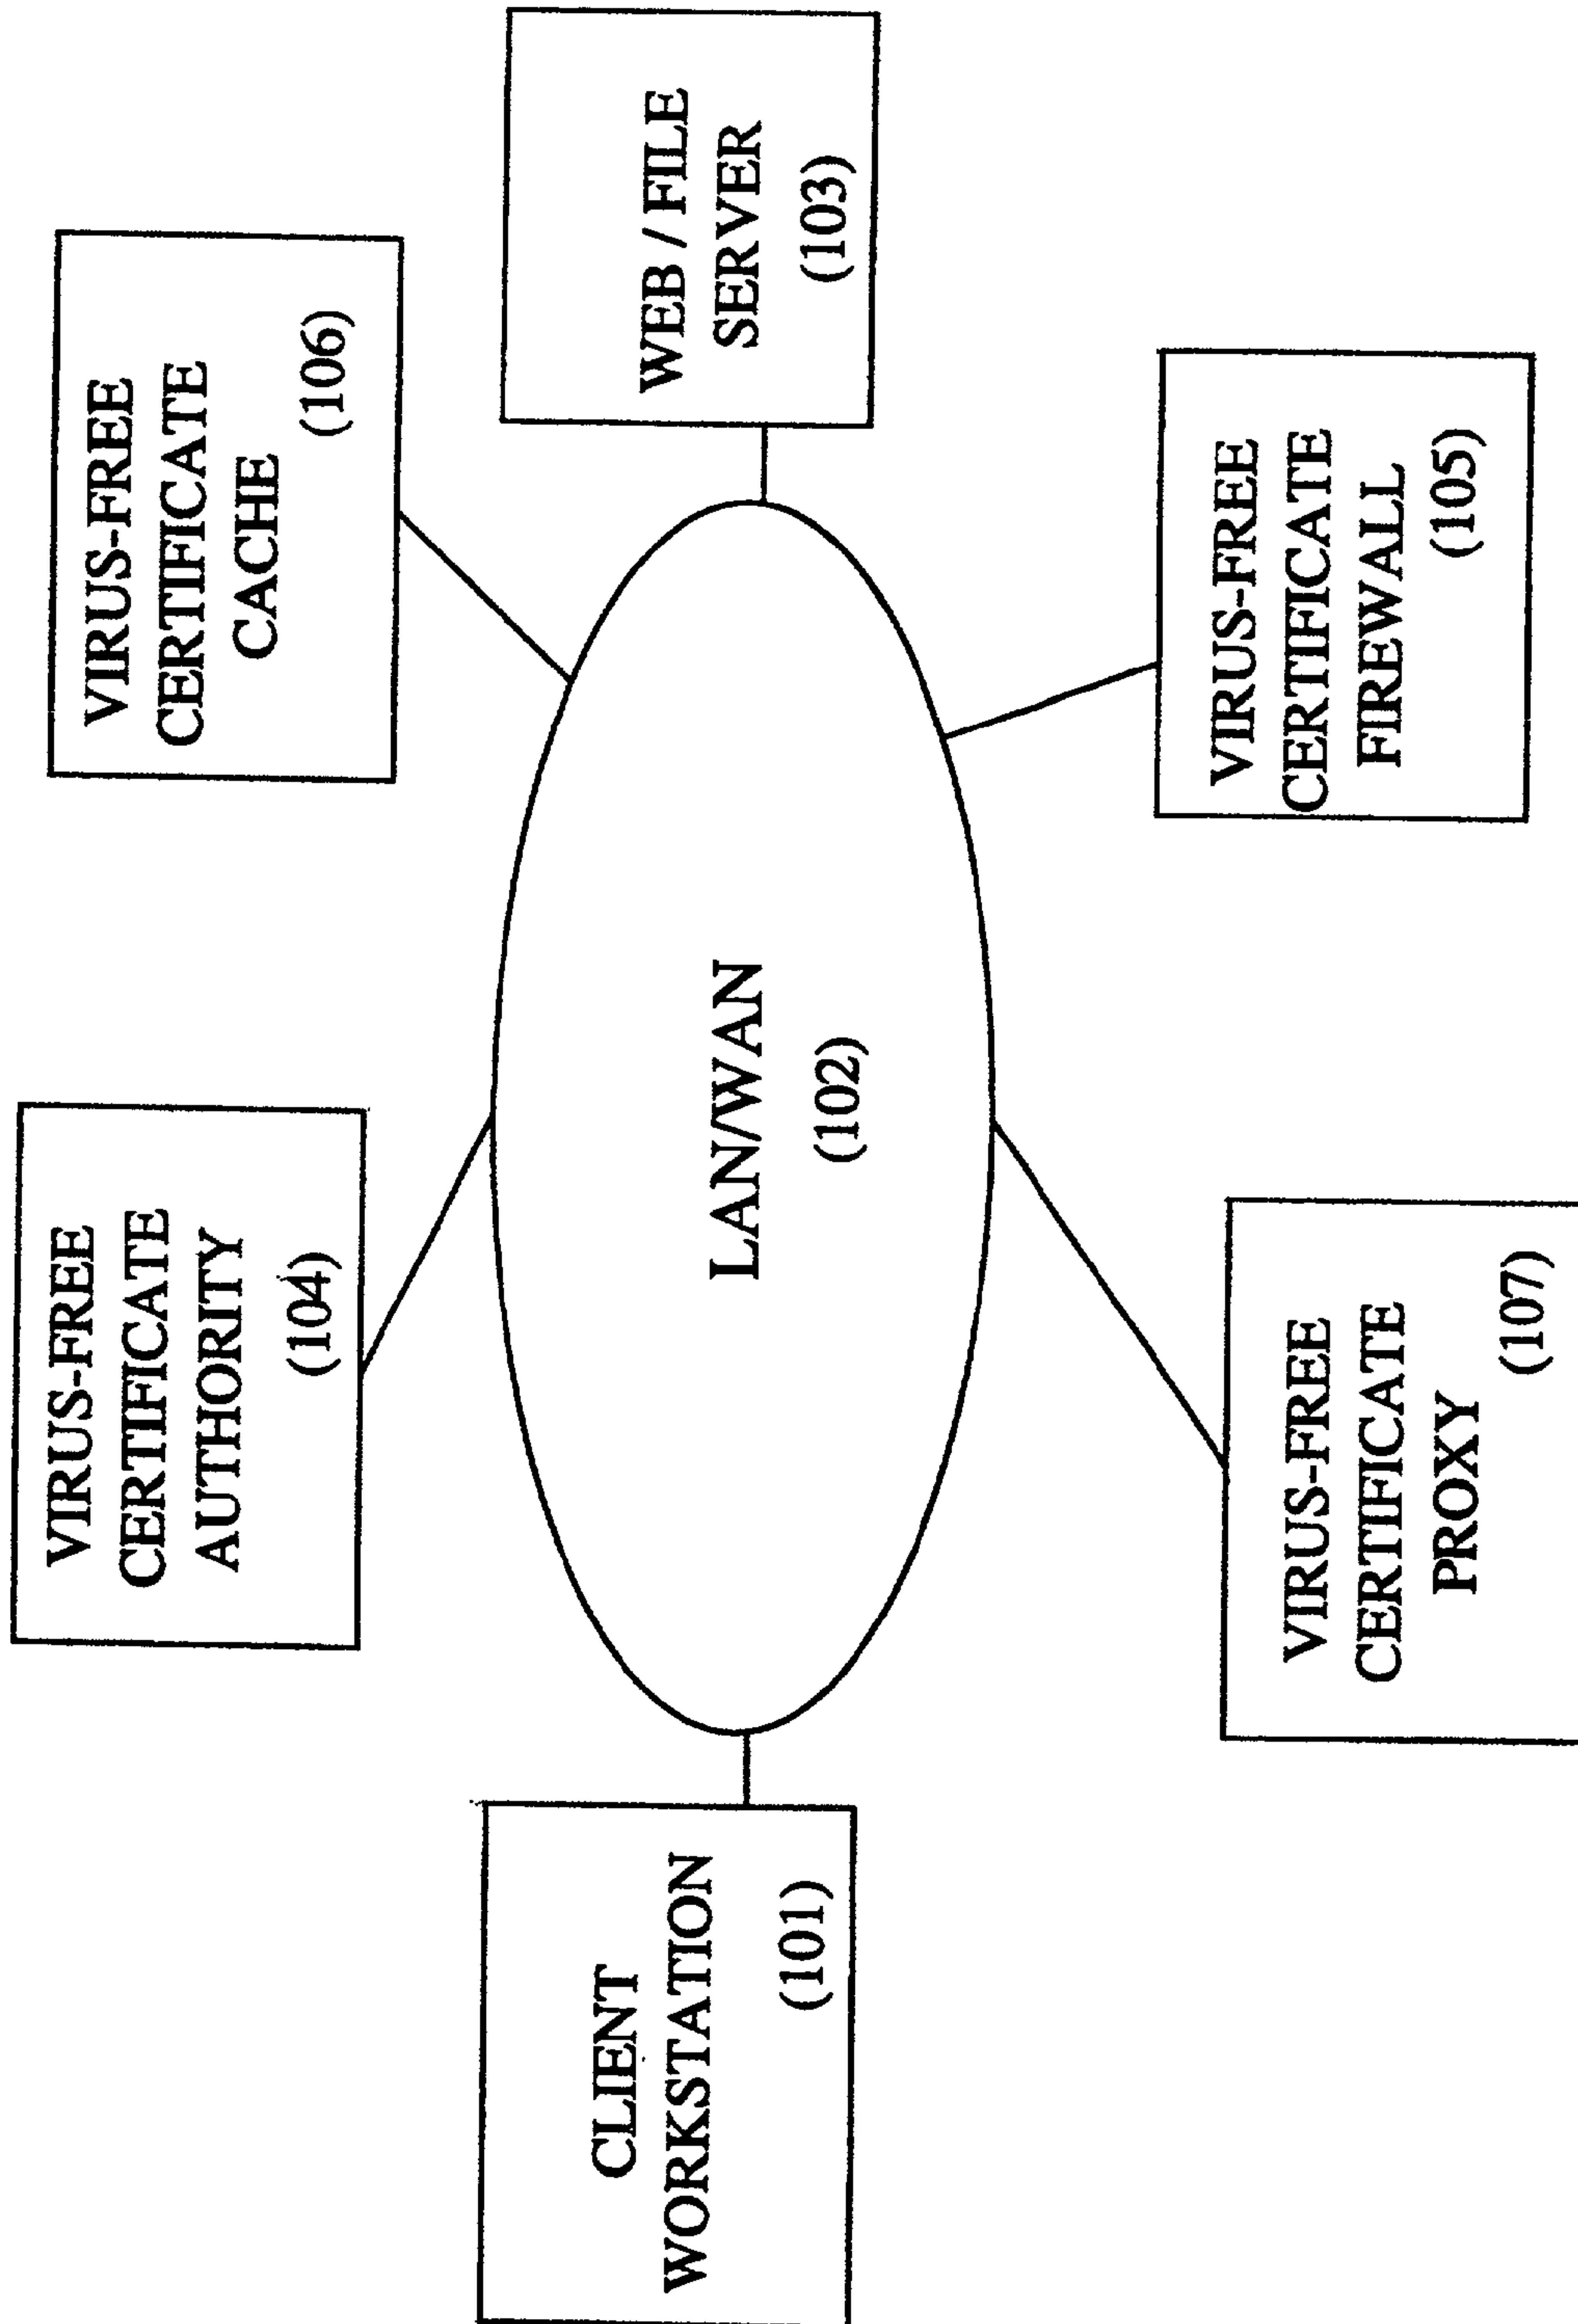 VIRUS-FREE
CERTIFICATE
AUTHORITY
(104)
VIRUS-FREE
CERTIFICATE
CACHE
(106)
CLIENT
WORKSTATION
(101)
LAN/WAN
(102)
WEB / FILE
SERVER
(103)
VIRUS-FREE
CERTIFICATE
PROXY
(107)
VIRUS-FREE
CERTIFICATE
FIREWALL
(105)